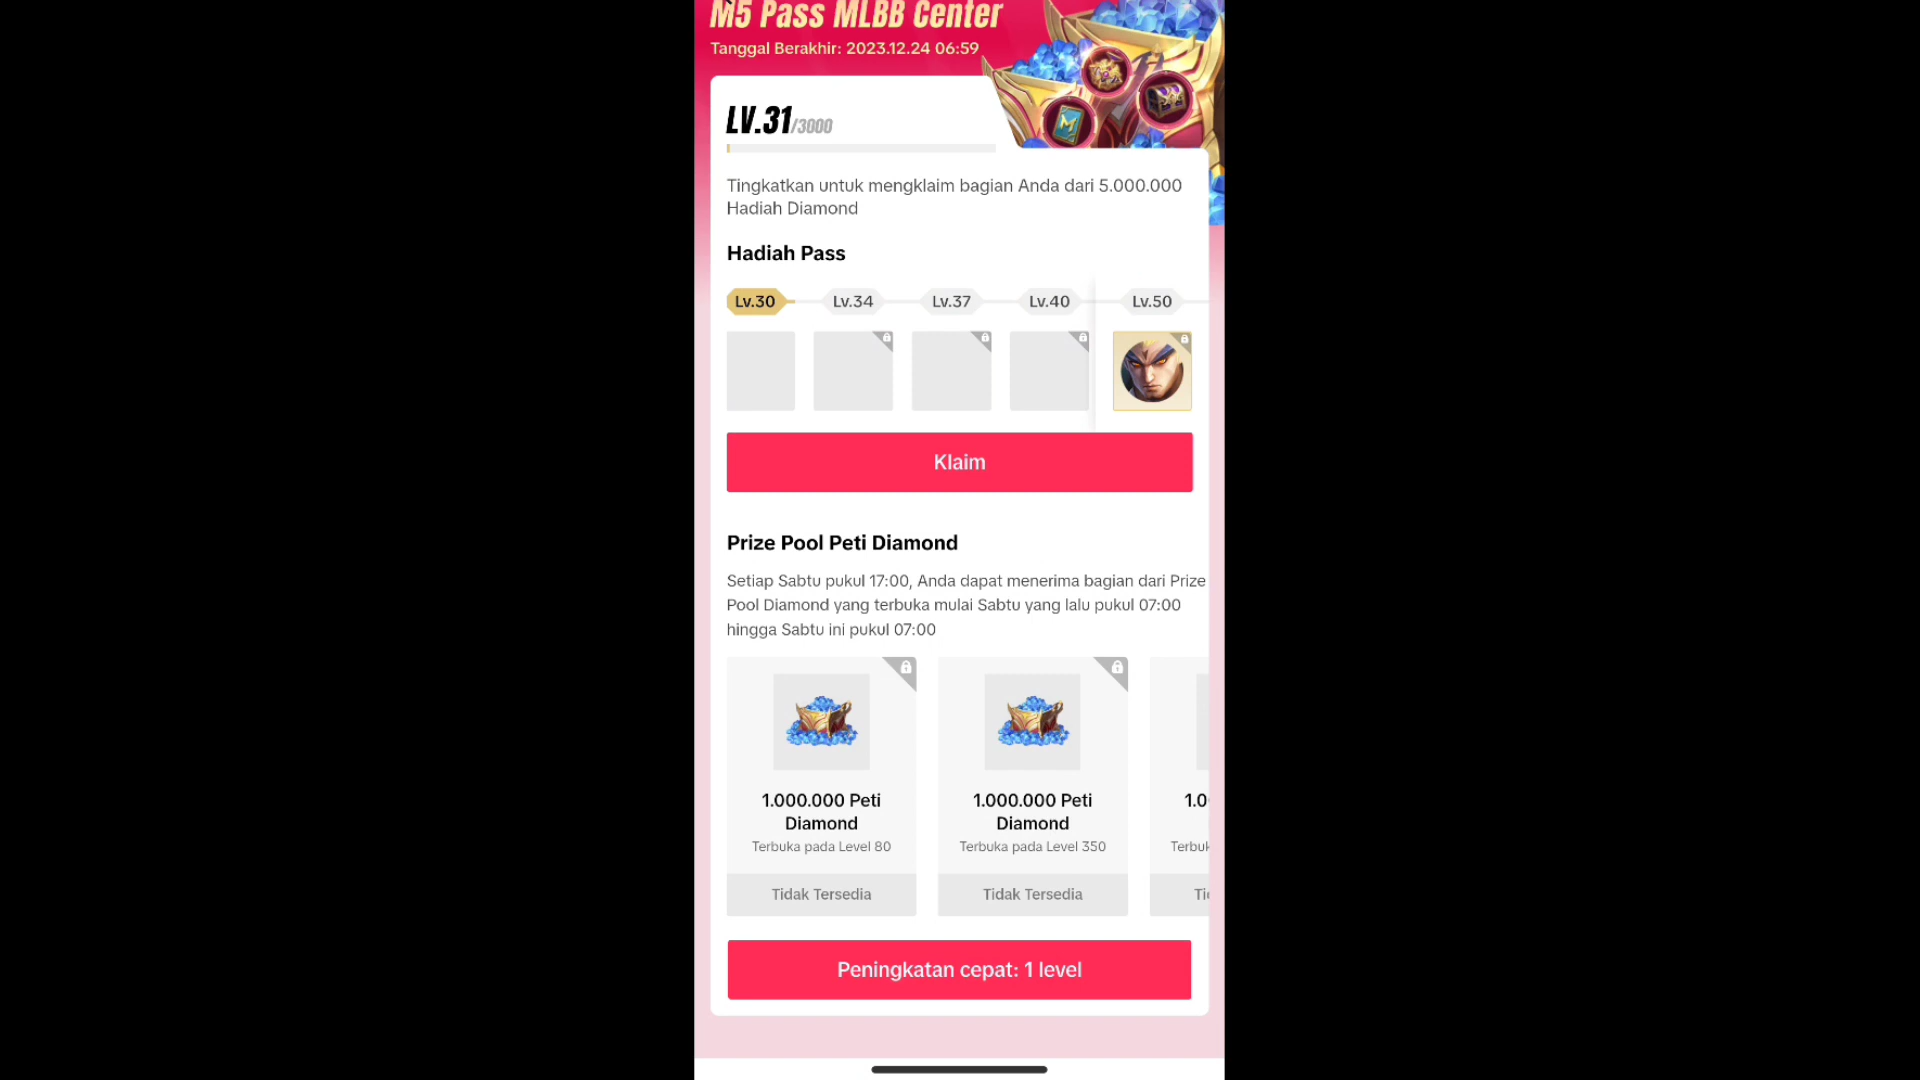 M5 Pass MLBB Center
Tanggal Berakhir: 2023.12.24 06:59
LV.31/3000
Tingkatkan untuk mengklaim bagian Anda dari 5.000.000
Hadiah Diamond
Hadiah Pass
Lv.30 Lv.34 Lv.37 Lv.40 Lv.50
Klaim
Prize Pool Peti Diamond
Setiap Sabtu pukul 17:00, Anda dapat menerima bagian dari Prize
Pool Diamond yang terbuka mulai Sabtu yang lalu pukul 07:00
hingga Sabtu ini pukul 07:00
1.000.000 Peti
Diamond
Terbuka pada Level 80
Tidak Tersedia
1.000.000 Peti
Diamond
Terbuka pada Level 350
Tidak Tersedia
Peningkatan cepat: 1 level